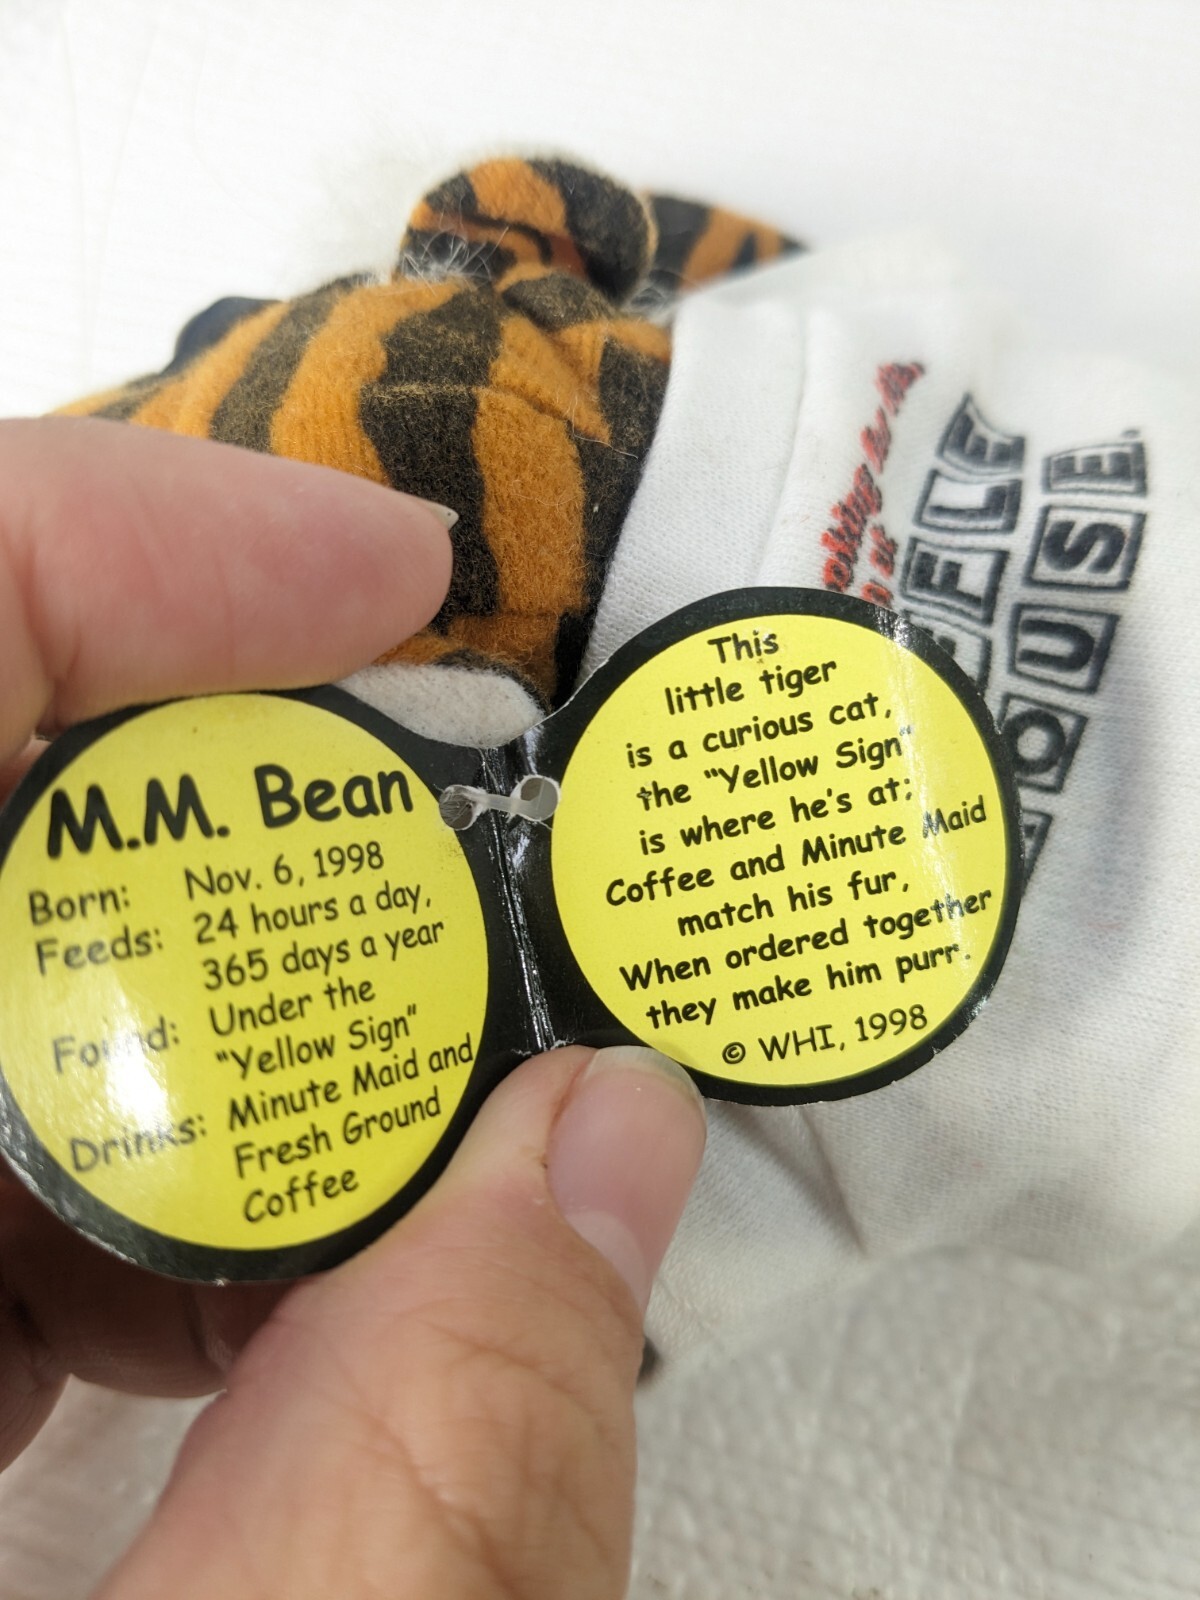 M.M. Bean
Born: Nov. 6, 1998
Feeds: 24 hours a day,
365 days a year
Found: Under the
"Yellow Sign"
Drinks: Minute Maid and
Fresh Ground
Coffee
This
little tiger
is a curious cat,
the "Yellow Sign"
is where he's at;
Coffee and Minute Maid
match his fur,
When ordered together
they make him purr.
© WHI, 1998
HOUSE